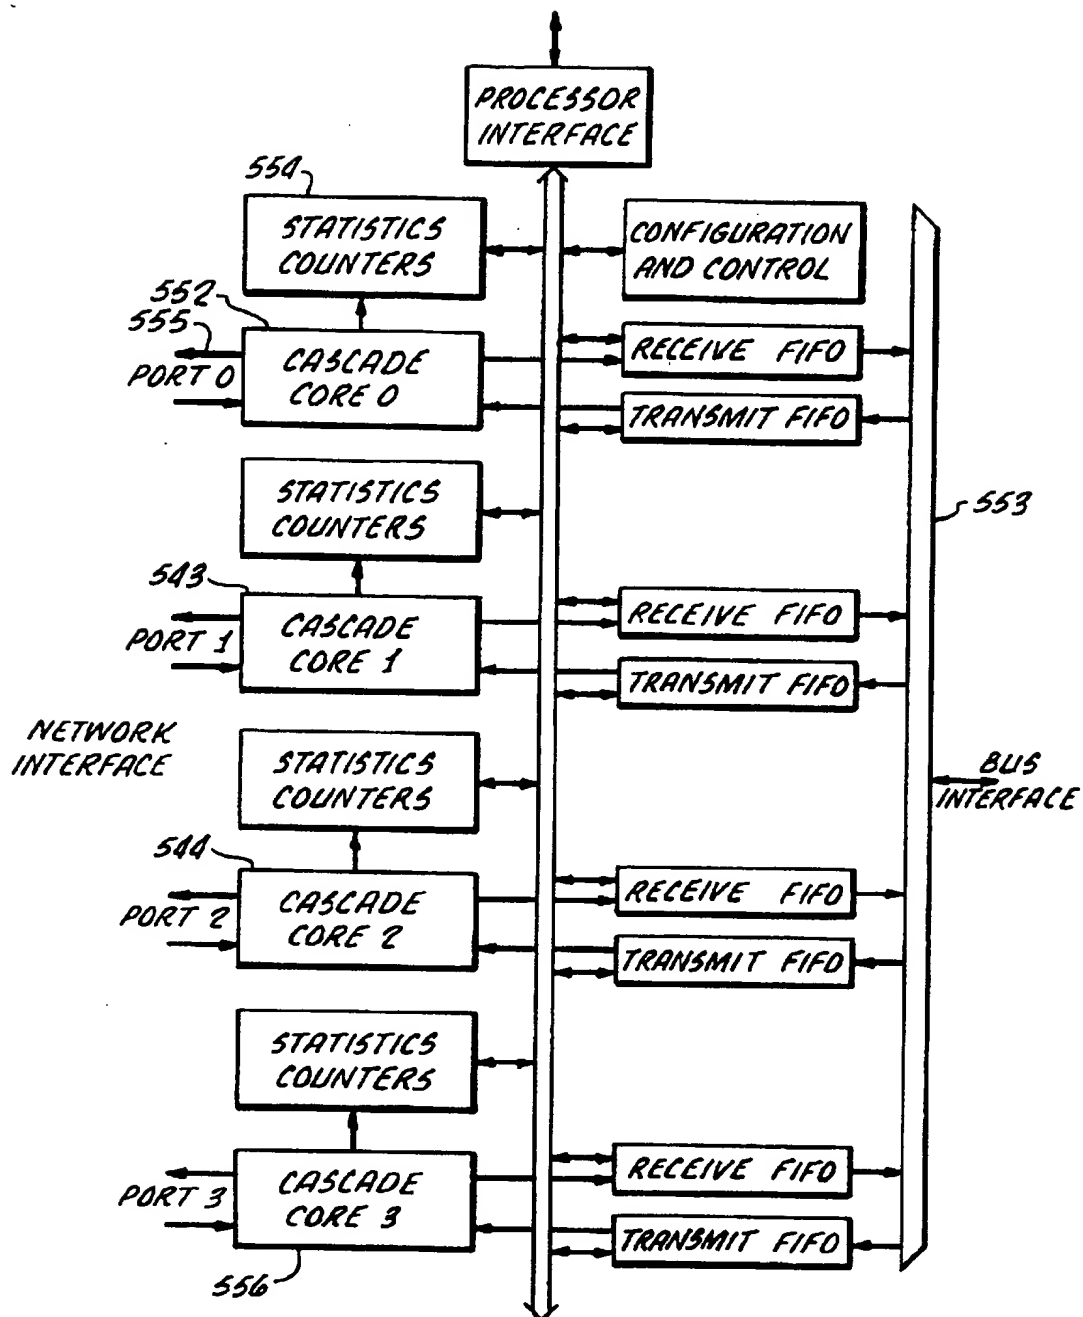 PROCESSOR
INTERFACE
554
STATISTICS
COUNTERS
CONFIGURATION
AND CONTROL
552
555
PORT 0
CASCADE
CORE 0
RECEIVE FIFO
TRANSMIT FIFO
STATISTICS
COUNTERS
553
543
PORT 1
CASCADE
CORE 1
RECEIVE FIFO
TRANSMIT FIFO
NETWORK
INTERFACE
STATISTICS
COUNTERS
BUS
INTERFACE
544
PORT 2
CASCADE
CORE 2
RECEIVE FIFO
TRANSMIT FIFO
STATISTICS
COUNTERS
PORT 3
CASCADE
CORE 3
RECEIVE FIFO
TRANSMIT FIFO
556